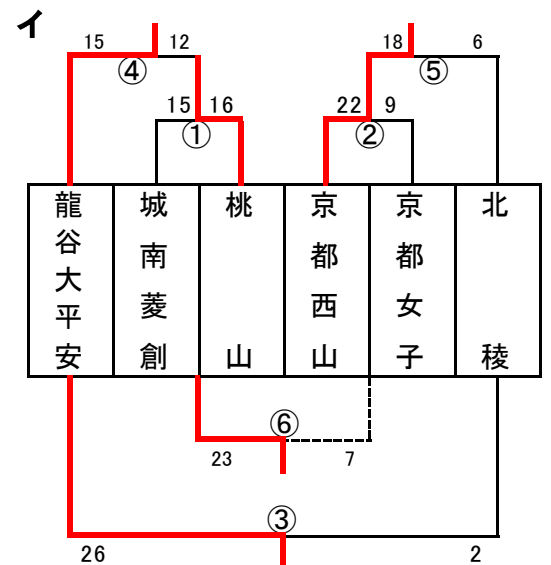 イ
15 12 18 6
④ ⑤
15 16 22 9
① ②
龍谷大平安
城南菱創
桃山
京都西山
京都女子
北稜
⑥
23 7
③
26 2